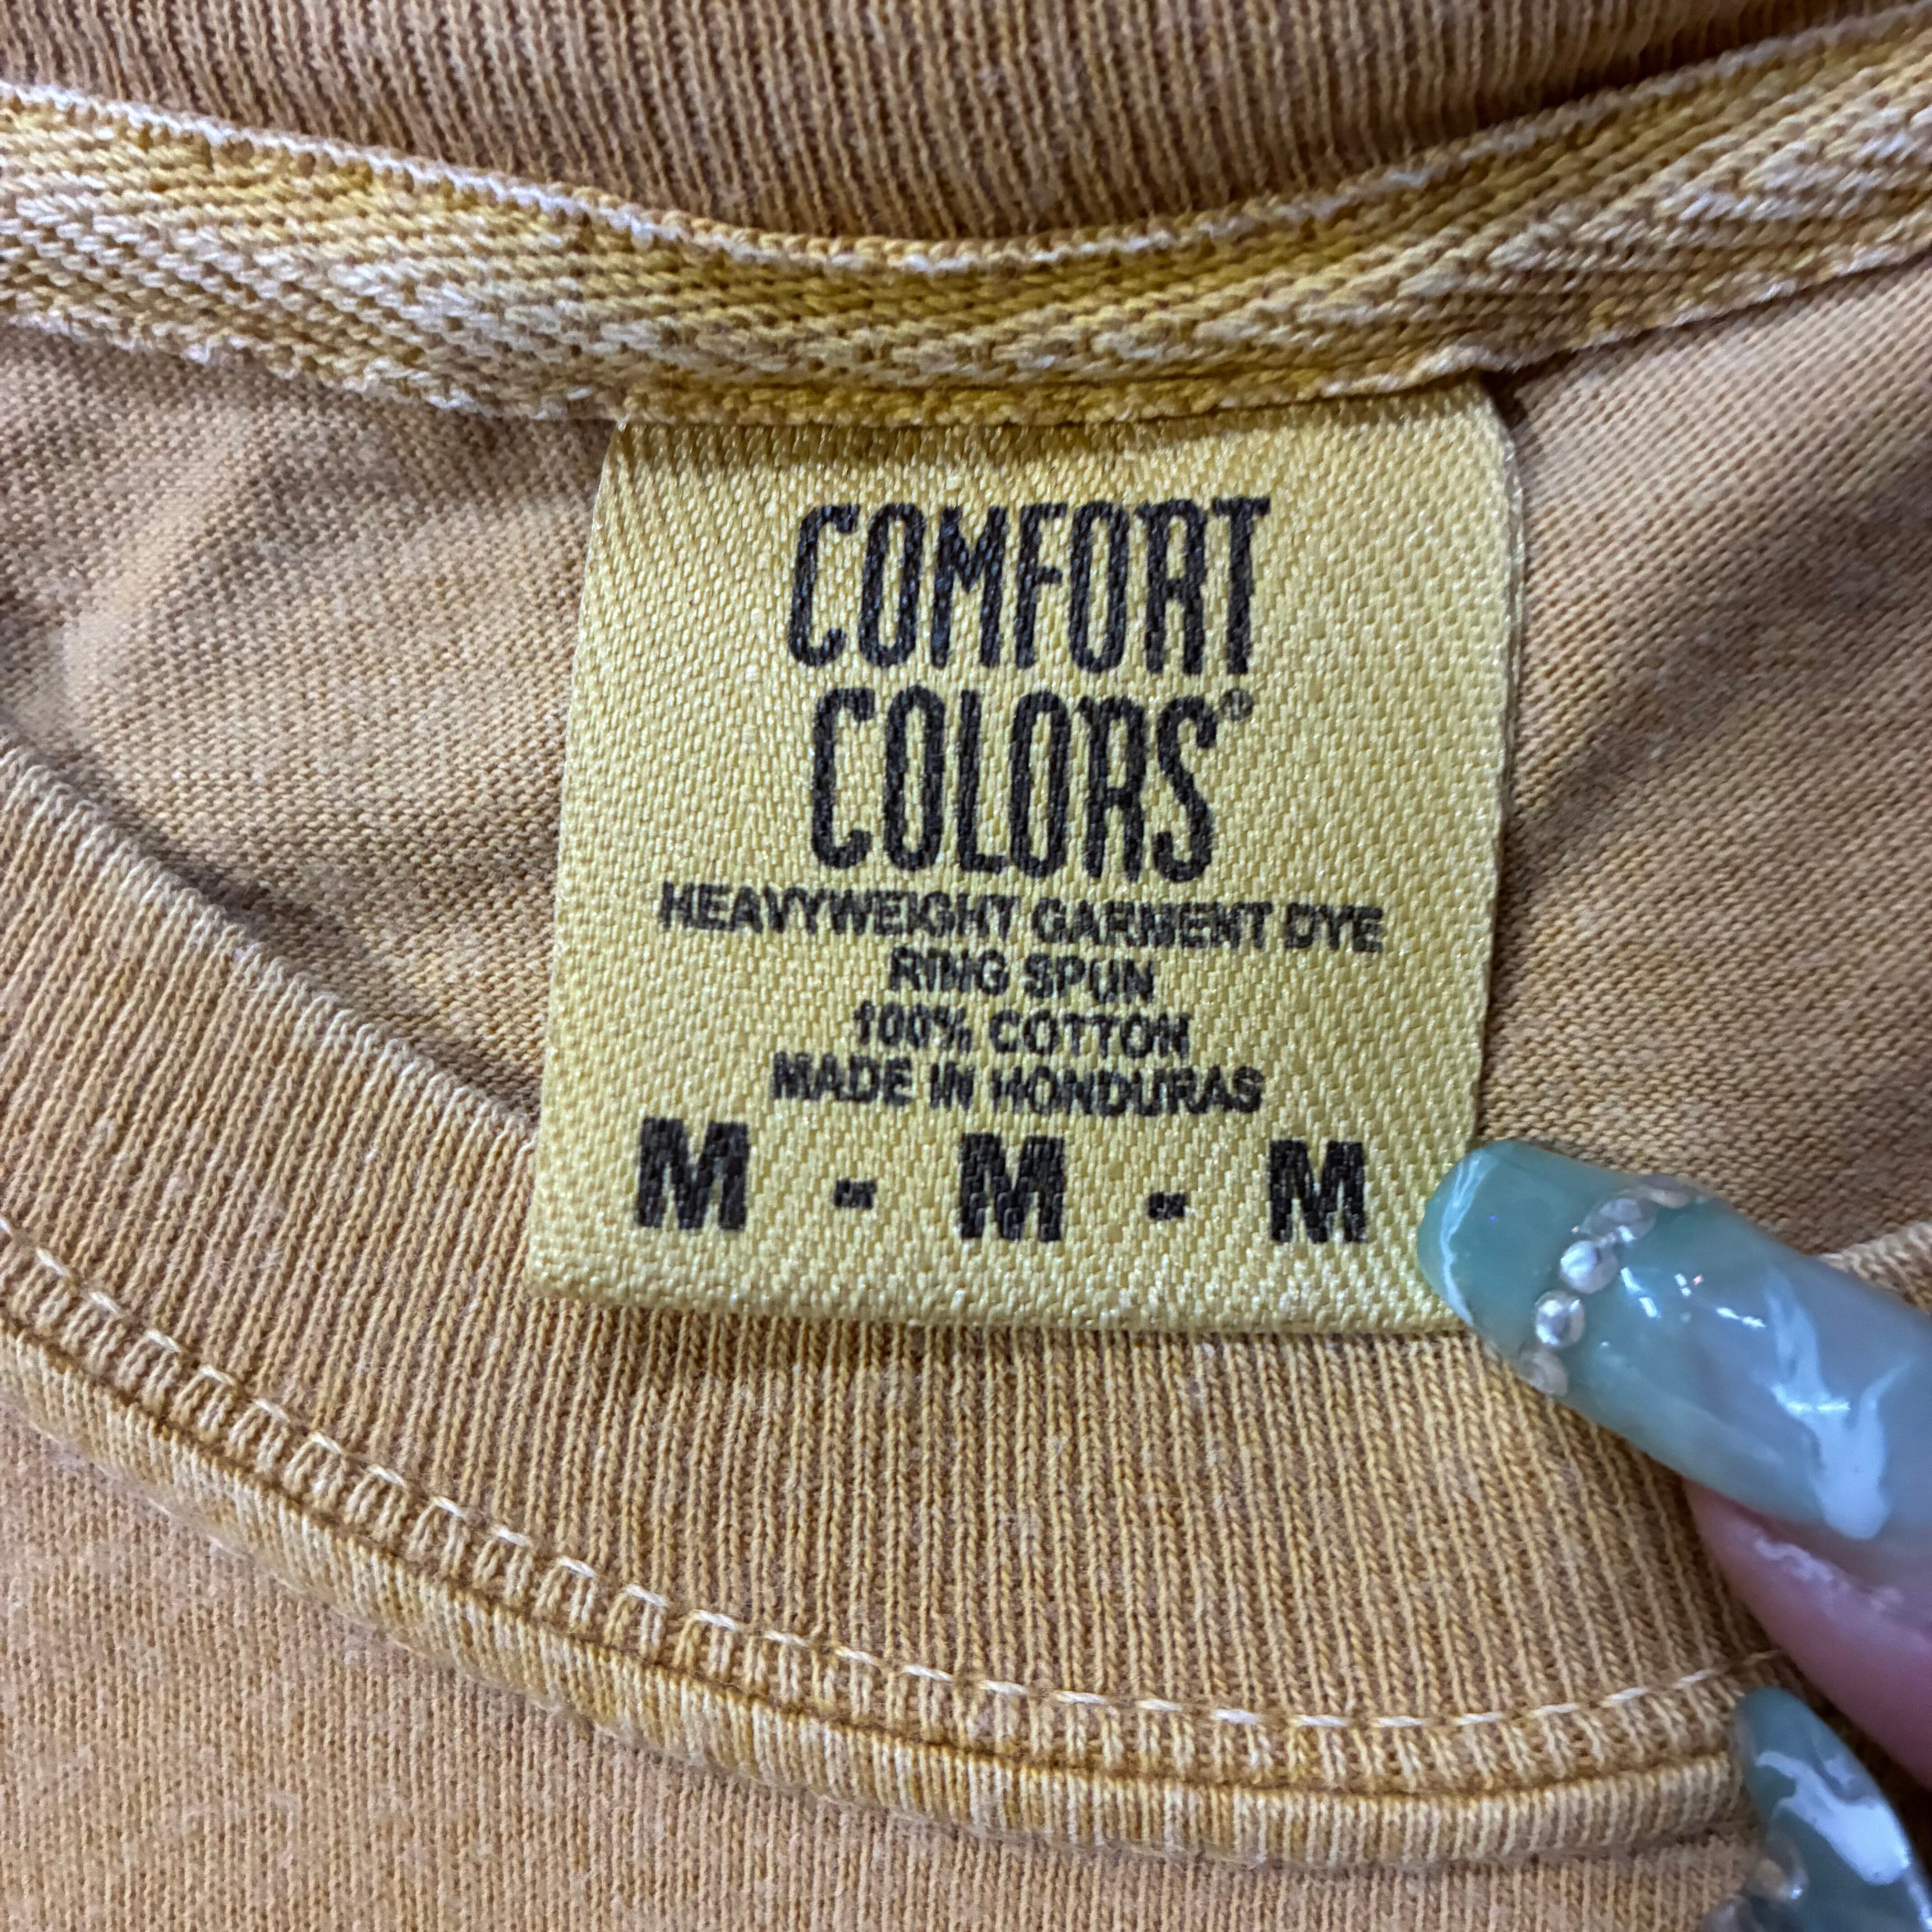 COMFORT
COLORS®
HEAVYWEIGHT GARMENT DYE
RING SPUN
100% COTTON
MADE IN HONDURAS
M - M - M